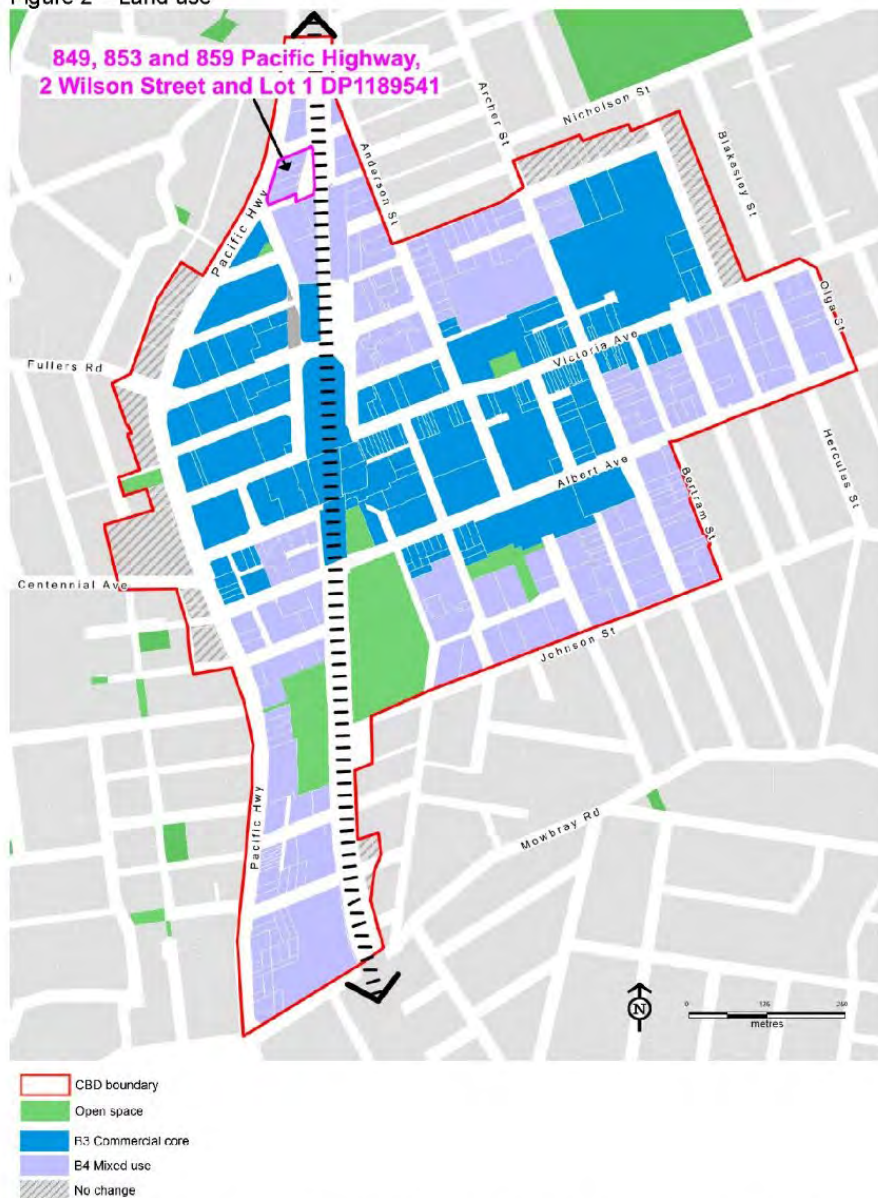 Figure 2 – Land use
849, 853 and 859 Pacific Highway,
2 Wilson Street and Lot 1 DP1189541
Archer St
Nicholson St
Blakesley St
Anderson St
Pacific Hwy
Olga St
Fullers Rd
Victoria Ave
Herculas St
Albert Ave
Bertram St
Centennial Ave
Johnson St
Mowbray Rd
Pacific Hwy
N
0
metres
CBD boundary
Open space
B3 Commercial core
B4 Mixed use
No change